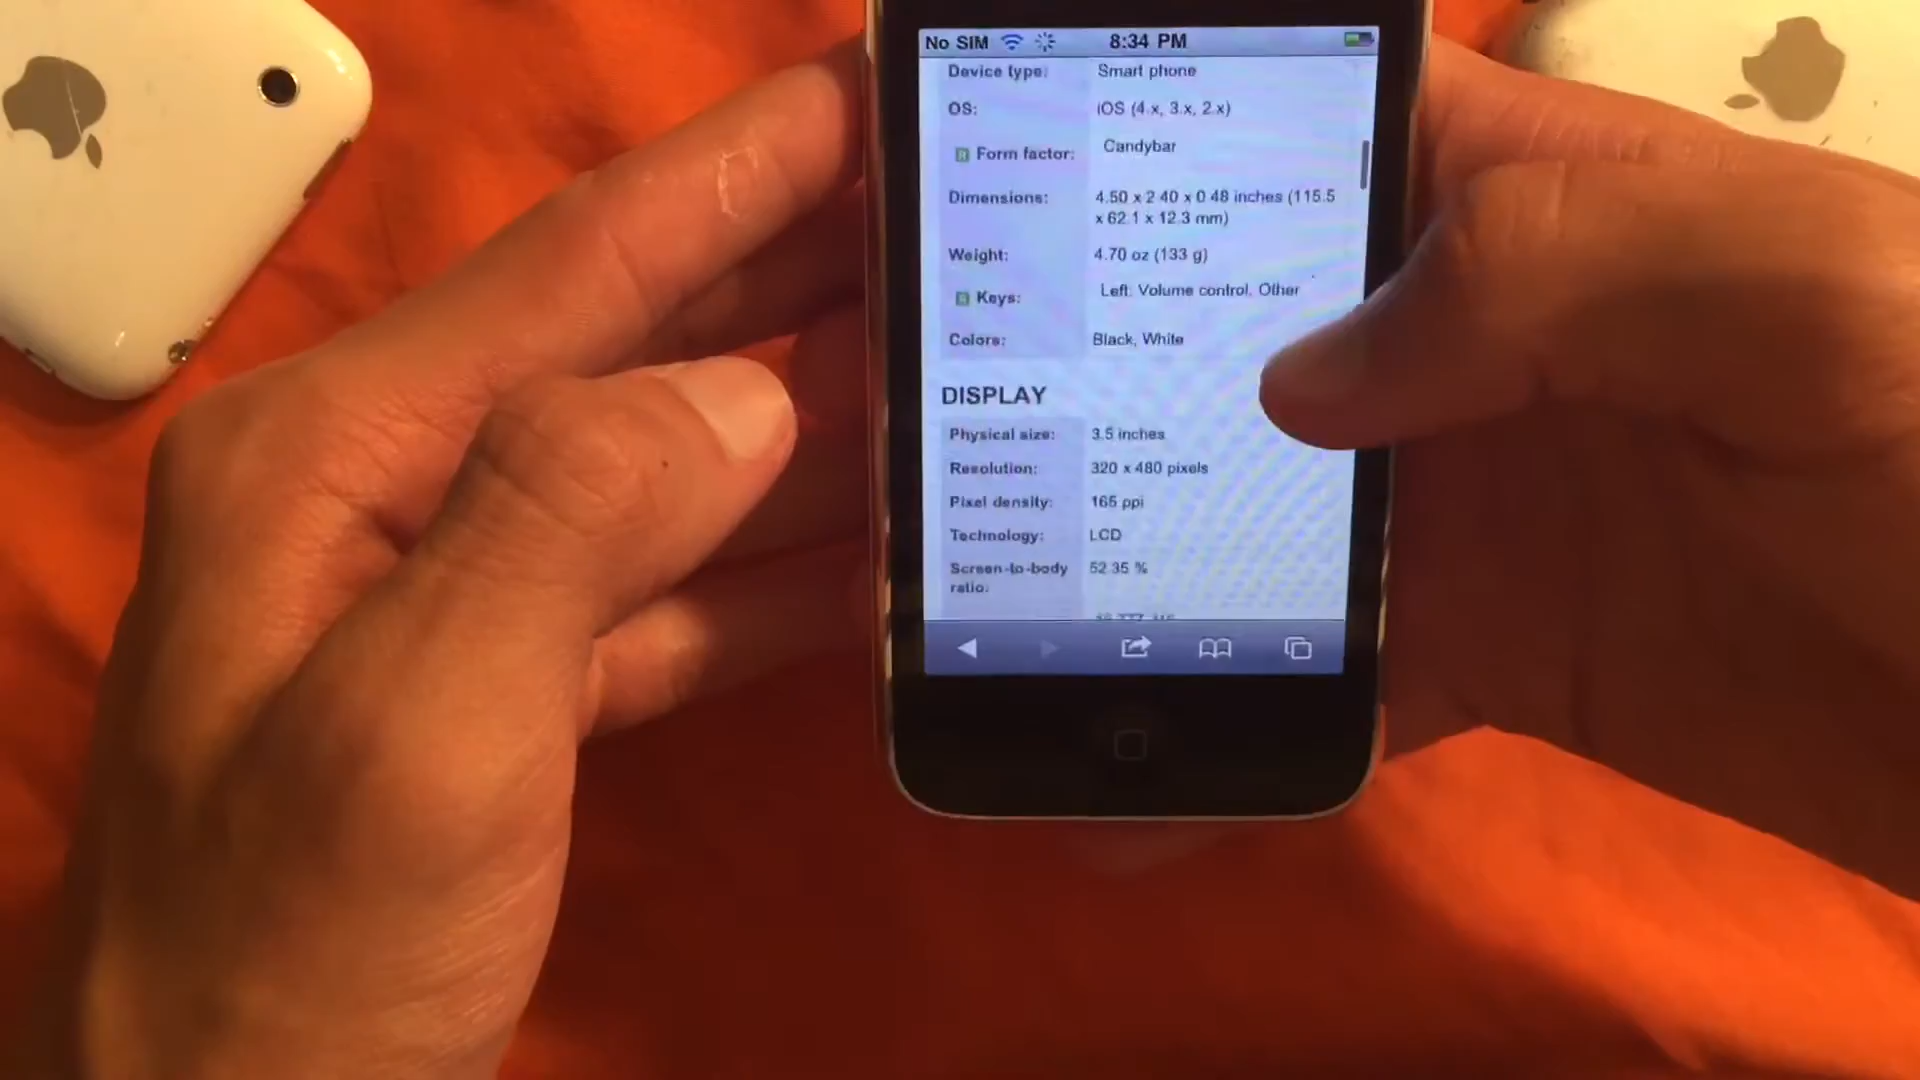 No SIM 8:34 PM
Device type: Smart phone
OS: iOS (4.x, 3.x, 2.x)
Form factor: Candybar
Dimensions: 4.50 x 2.40 x 0.48 inches (115.5
x 62.1 x 12.3 mm)
Weight: 4.70 oz (133 g)
Keys: Left: Volume control, Other
Colors: Black, White
DISPLAY
Physical size: 3.5 inches
Resolution: 320 x 480 pixels
Pixel density: 165 ppi
Technology: LCD
Screen-to-body 52.35 %
ratio: